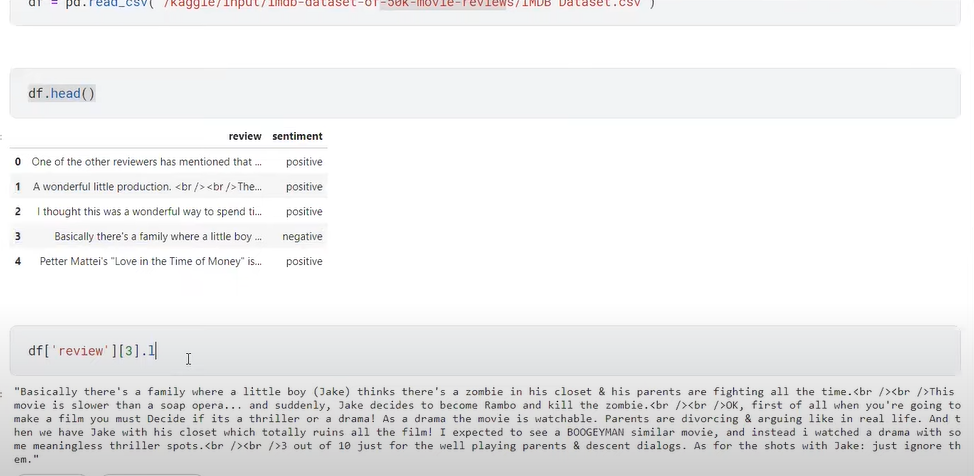 df = pd.read_csv("/kaggle/input/imdb-dataset-of-50k-movie-reviews/IMDB Dataset.csv")
df.head()
review sentiment
0 One of the other reviewers has mentioned that ... positive
1 A wonderful little production. <br /><br />The... positive
2 I thought this was a wonderful way to spend ti... positive
3 Basically there's a family where a little boy ... negative
4 Petter Mattei's "Love in the Time of Money" is... positive
df['review'][3].l
"Basically there's a family where a little boy (Jake) thinks there's a zombie in his closet & his parents are fighting all the time.<br /><br />This
movie is slower than a soap opera... and suddenly, Jake decides to become Rambo and kill the zombie.<br /><br />OK, first of all when you're going to
make a film you must Decide if its a thriller or a drama! As a drama the movie is watchable. Parents are divorcing & arguing like in real life. And t
hen we have Jake with his closet which totally ruins all the film! I expected to see a BOOGEYMAN similar movie, and instead i watched a drama with so
me meaningless thriller spots.<br /><br />3 out of 10 just for the well playing parents & descent dialogs. As for the shots with Jake: just ignore th
em."